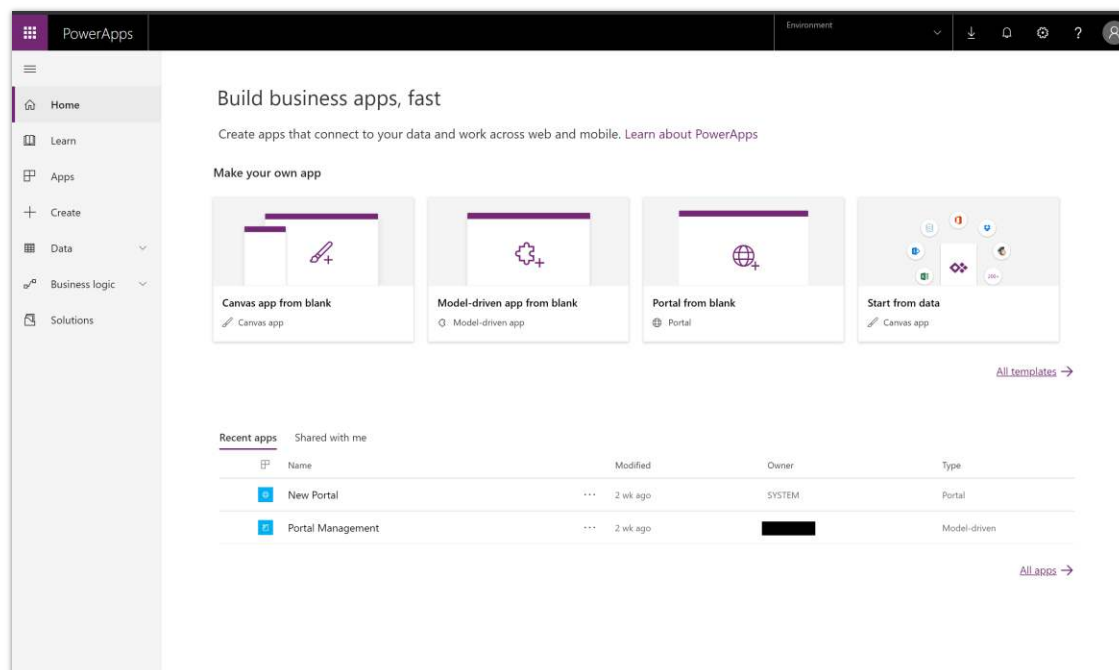 PowerApps
Environment
Home
Learn
Apps
Create
Data
Business logic
Solutions
Build business apps, fast
Create apps that connect to your data and work across web and mobile. Learn about PowerApps
Make your own app
Canvas app from blank
Canvas app
Model-driven app from blank
Model-driven app
Portal from blank
Portal
Start from data
Canvas app
All templates
Recent apps Shared with me
Name Modified Owner Type
New Portal ... 2 wk ago SYSTEM Portal
Portal Management ... 2 wk ago Model-driven
All apps